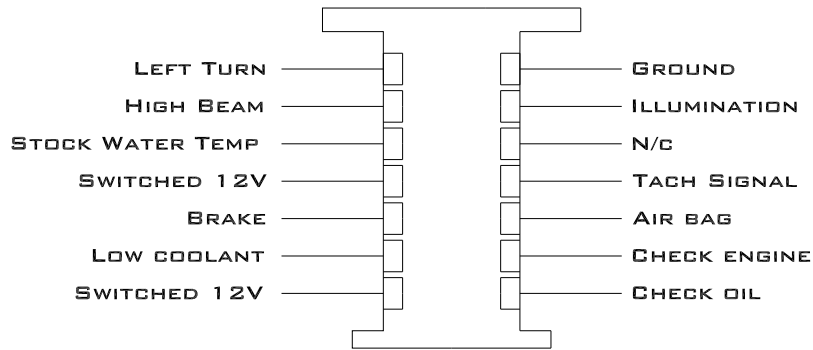 Left Turn
Ground
High Beam
Illumination
Stock Water Temp
N/c
Switched 12V
Tach Signal
Brake
Air bag
Low coolant
Check engine
Switched 12V
Check oil